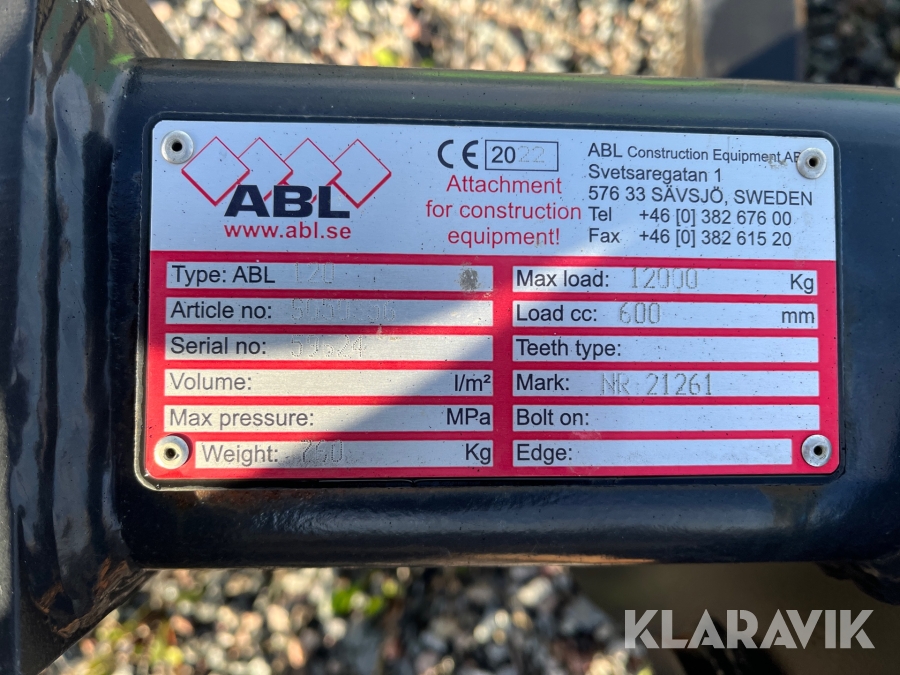 ABL
www.abl.se
CE 2022
Attachment
for construction
equipment!
ABL Construction Equipment AB
Svetsaregatan 1
576 33 SÄVSJÖ, SWEDEN
Tel +46 [0] 382 676 00
Fax +46 [0] 382 615 20
Type: ABL 120
Article no:
Serial no:
Volume: l/m²
Max pressure: MPa
Weight: Kg
Max load: 12000 Kg
Load cc: 600 mm
Teeth type:
Mark: NR 21261
Bolt on:
Edge:
KLARAVIK